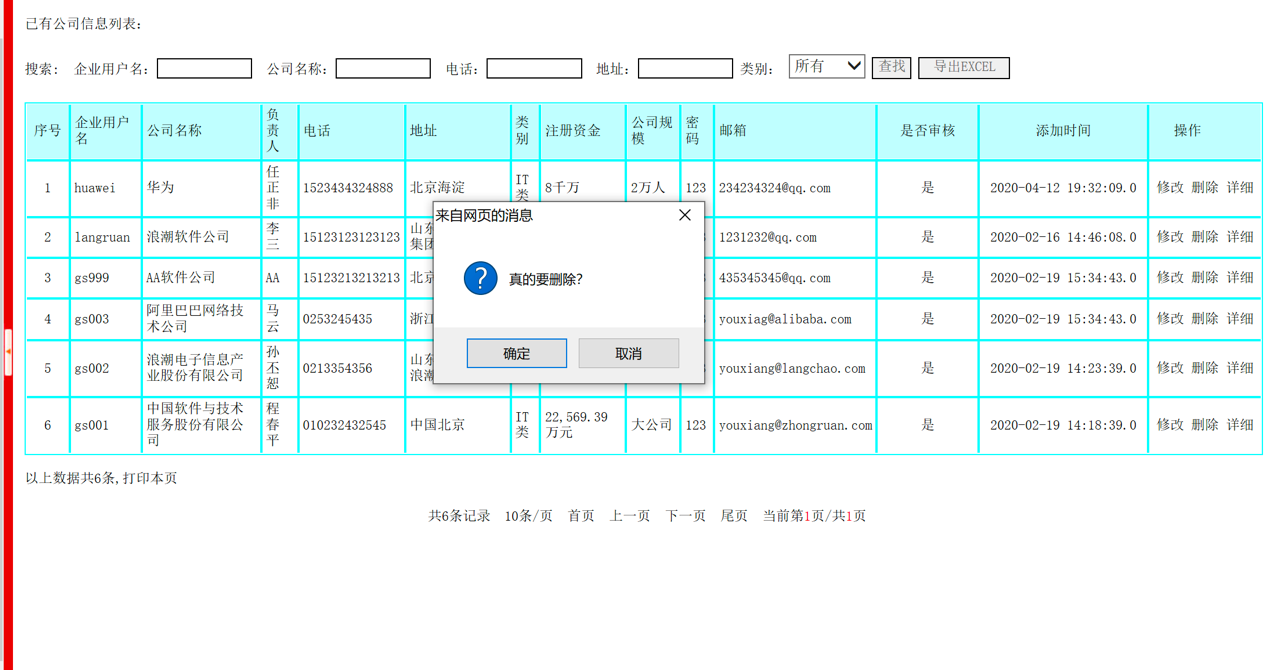 已有公司信息列表:
搜索: 企业用户名: 公司名称: 电话: 地址: 类别: 所有 查找 导出EXCEL
序号 企业用户名 公司名称 负责人 电话 地址 类别 注册资金 公司规模 密码 邮箱 是否审核 添加时间 操作
1 huawei 华为 任正非 1523434324888 北京海淀 IT类 8千万 2万人 123 234234324@qq.com 是 2020-04-12 19:32:09.0 修改 删除 详细
2 langruan 浪潮软件公司 李三 15123123123123 山东 集团 1231232@qq.com 是 2020-02-16 14:46:08.0 修改 删除 详细
3 gs999 AA软件公司 AA 15123213213213 北京 435345345@qq.com 是 2020-02-19 15:34:43.0 修改 删除 详细
4 gs003 阿里巴巴网络技术公司 马云 0253245435 浙江 youxiag@alibaba.com 是 2020-02-19 15:34:43.0 修改 删除 详细
5 gs002 浪潮电子信息产业股份有限公司 孙丕恕 0213354356 山东 浪潮 youxiang@langchao.com 是 2020-02-19 14:23:39.0 修改 删除 详细
6 gs001 中国软件与技术服务股份有限公司 程春平 010232432545 中国北京 IT类 22,569.39万元 大公司 123 youxiang@zhongruan.com 是 2020-02-19 14:18:39.0 修改 删除 详细
来自网页的消息
真的要删除?
确定 取消
以上数据共6条,打印本页
共6条记录 10条/页 首页 上一页 下一页 尾页 当前第1页/共1页